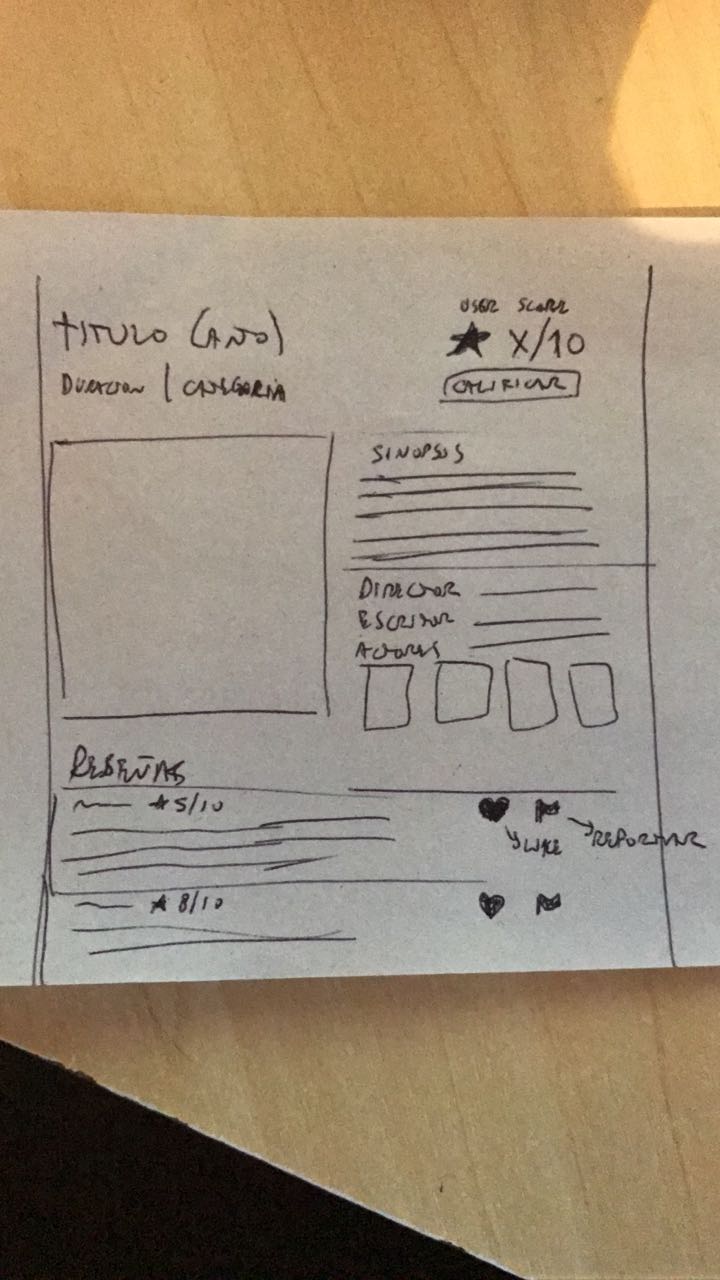 TITULO (AÑO)
DURACION | CATEGORIA
USER SCORE
★ X/10
CALIFICAR
SINOPSIS
DIRECTOR
ESCRITOR
ACTORES
RESEÑAS
★ 5/10
LIKE
REPORTAR
★ 8/10